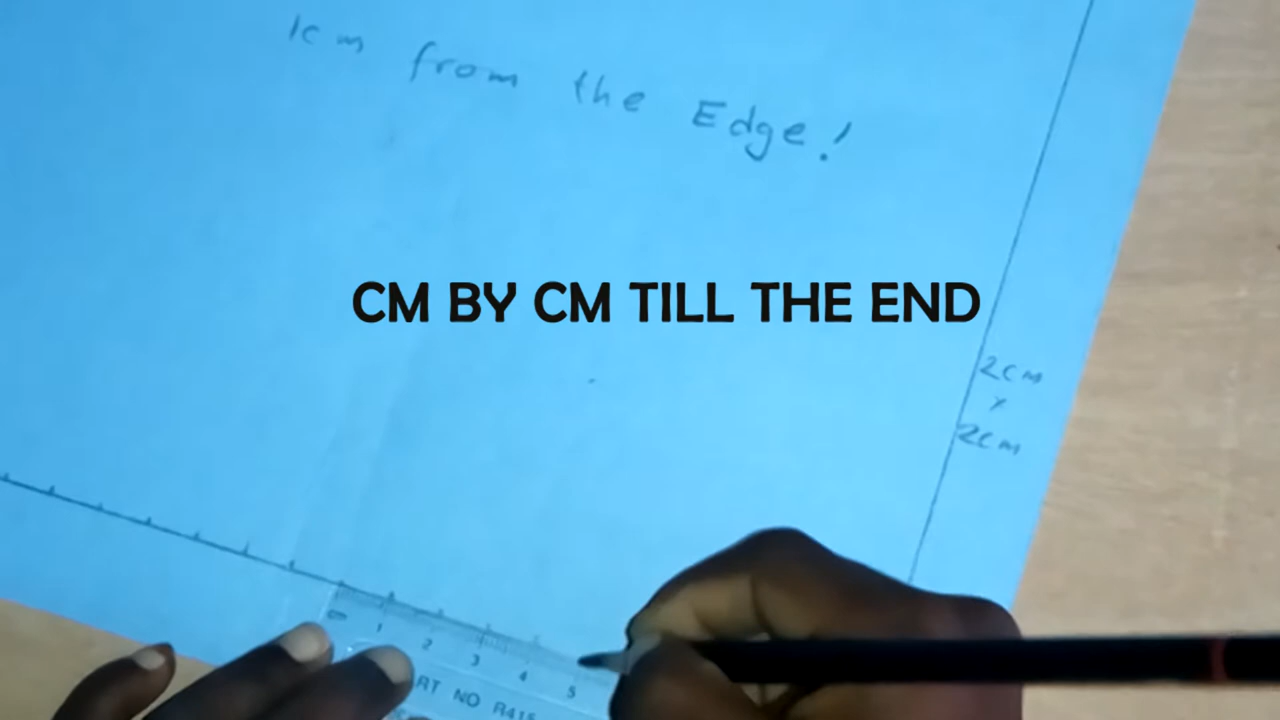 1cm from the Edge!
CM BY CM TILL THE END
2cm
x
2cm
0 1 2 3 4 5
RT NO R415